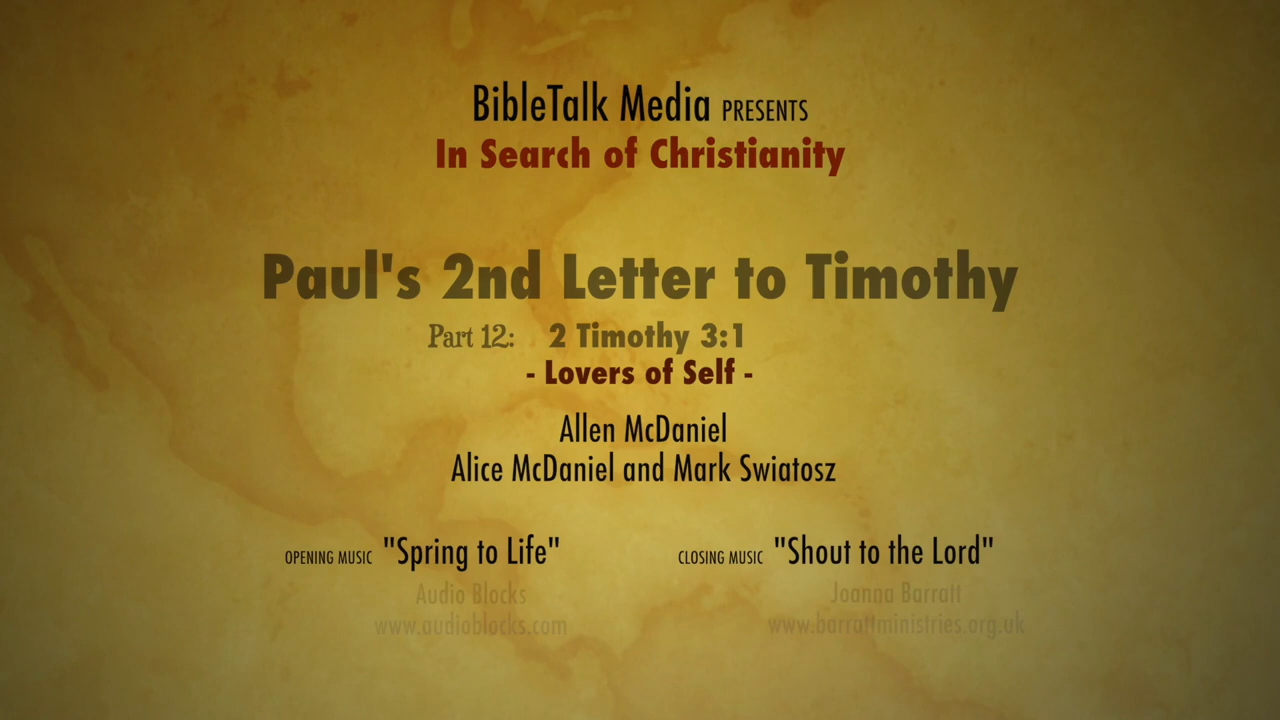 BibleTalk Media PRESENTS
In Search of Christianity
Paul's 2nd Letter to Timothy
Part 12: 2 Timothy 3:1
- Lovers of Self -
Allen McDaniel
Alice McDaniel and Mark Swiatosz
OPENING MUSIC "Spring to Life"
Audio Blocks
www.audioblocks.com
CLOSING MUSIC "Shout to the Lord"
Joanna Barratt
www.barrattministries.org.uk